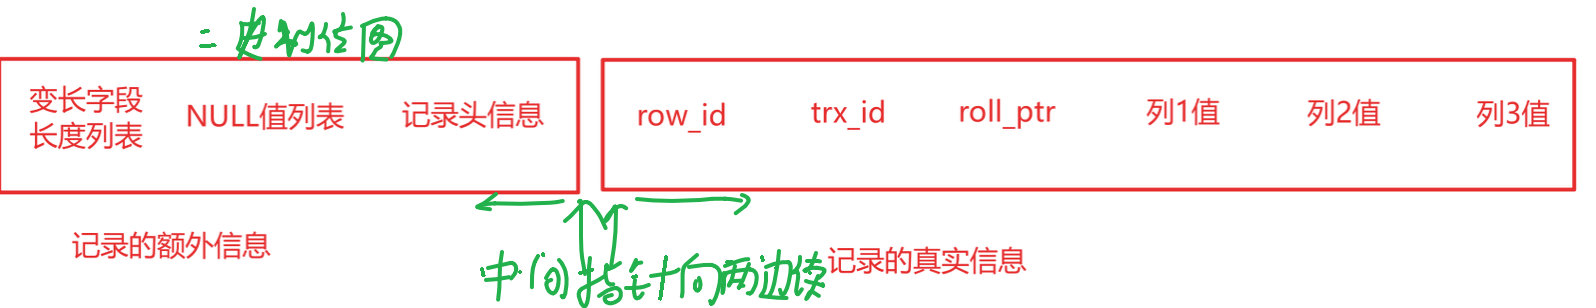 二进制位图
变长字段
长度列表
NULL值列表
记录头信息
row_id
trx_id
roll_ptr
列1值
列2值
列3值
记录的额外信息
中间指针向两边读
记录的真实信息